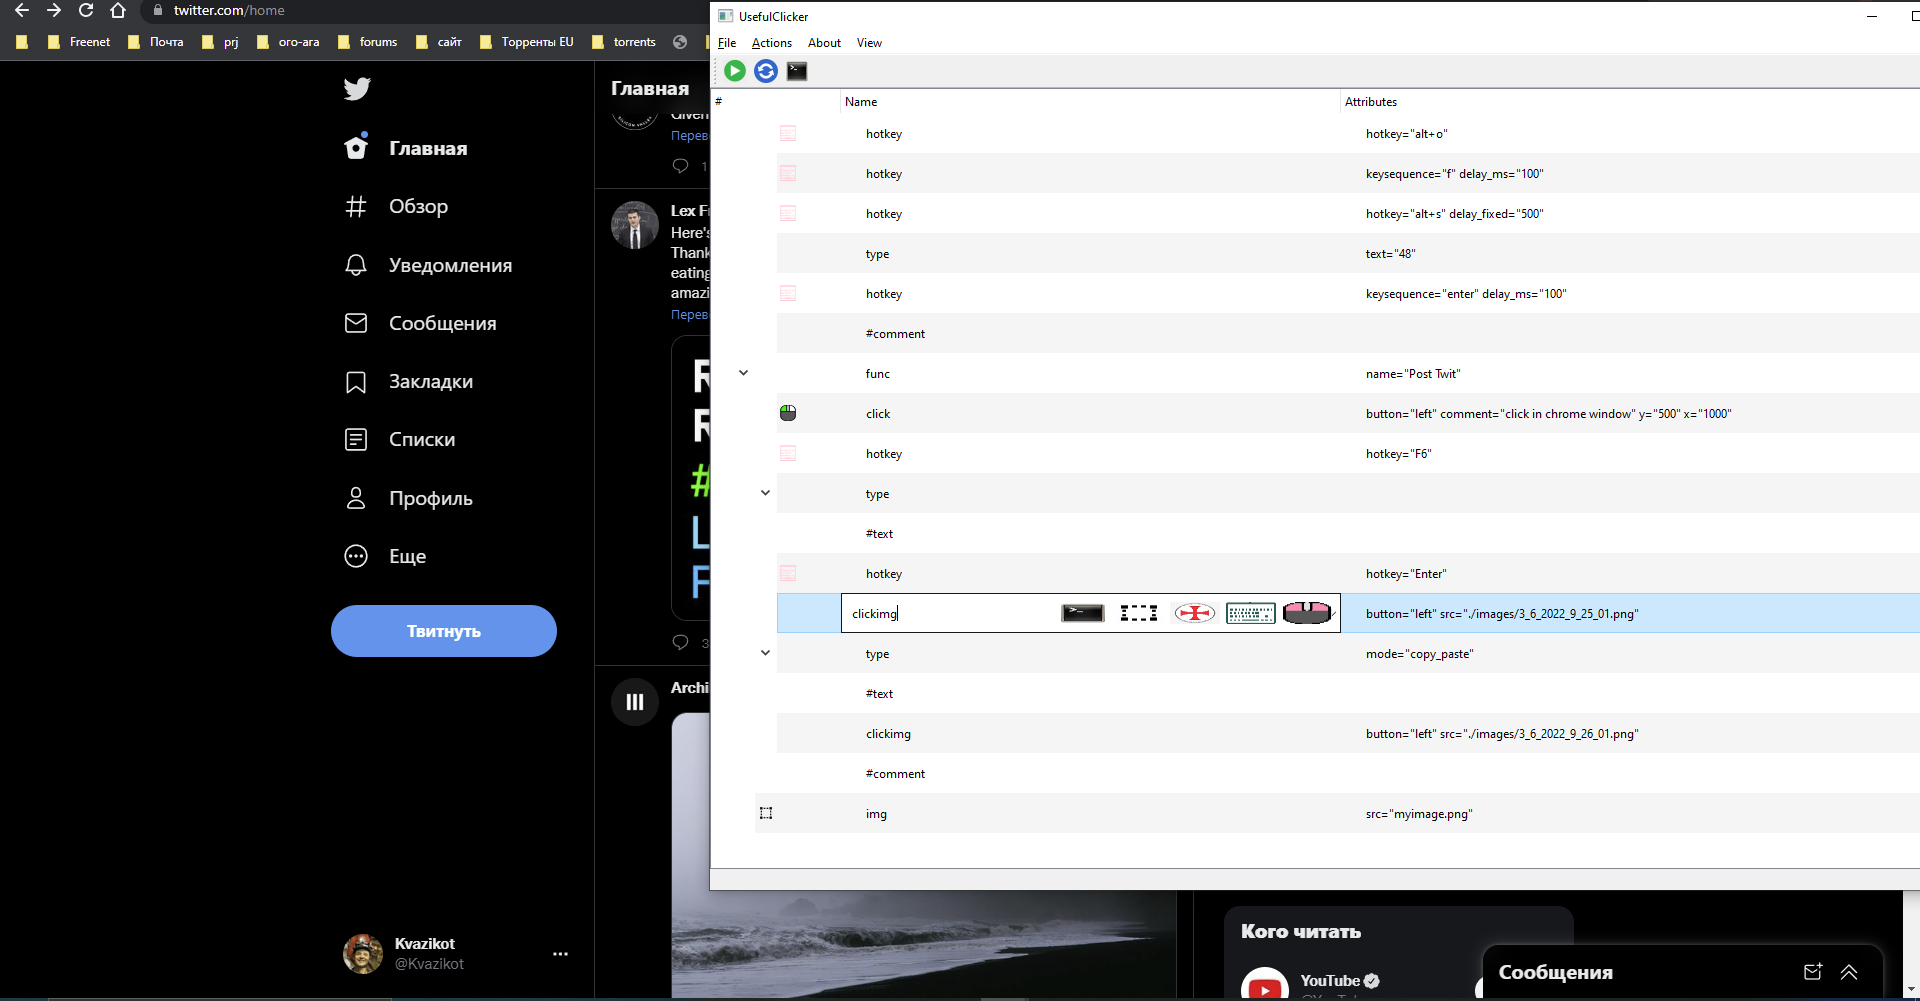 twitter.com/home
Freenet
Почта
prj
ого-ага
forums
сайт
Торренты EU
torrents
Главная
Обзор
Уведомления
Сообщения
Закладки
Списки
Профиль
Еще
Твитнуть
Kvazikot
@Kvazikot
Главная
Перев
1
Lex F
Here's
Thank
eating
amazi
Перев
R
R
#
L
F
3
Archi
UsefulClicker
File
Actions
About
View
# Name Attributes
hotkey hotkey="alt+o"
hotkey keysequence="f" delay_ms="100"
hotkey hotkey="alt+s" delay_fixed="500"
type text="48"
hotkey keysequence="enter" delay_ms="100"
#comment
func name="Post Twit"
click button="left" comment="click in chrome window" y="500" x="1000"
hotkey hotkey="F6"
type
#text
hotkey hotkey="Enter"
clickimg button="left" src="./images/3_6_2022_9_25_01.png"
type mode="copy_paste"
#text
clickimg button="left" src="./images/3_6_2022_9_26_01.png"
#comment
img src="myimage.png"
Кого читать
YouTube
Сообщения